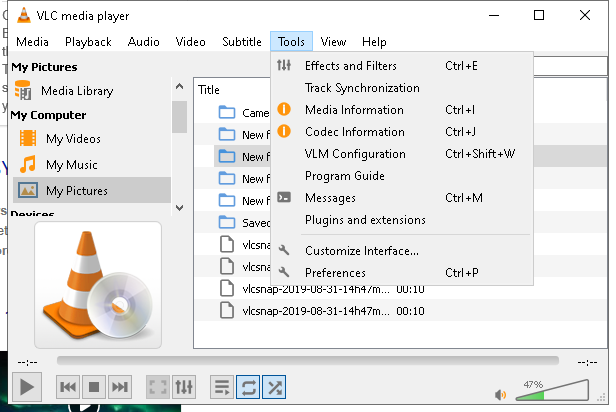 VLC media player
Media Playback Audio Video Subtitle Tools View Help
My Pictures
Media Library
My Computer
My Videos
My Music
My Pictures
Devices
Title
Came
New f
New f
New f
New f
Saved
vlcsna
vlcsna
vlcsnap-2019-08-31-14h47m... 00:10
vlcsnap-2019-08-31-14h47m... 00:10
Effects and Filters Ctrl+E
Track Synchronization
Media Information Ctrl+I
Codec Information Ctrl+J
VLM Configuration Ctrl+Shift+W
Program Guide
Messages Ctrl+M
Plugins and extensions
Customize Interface...
Preferences Ctrl+P
--:-- --:--
47%